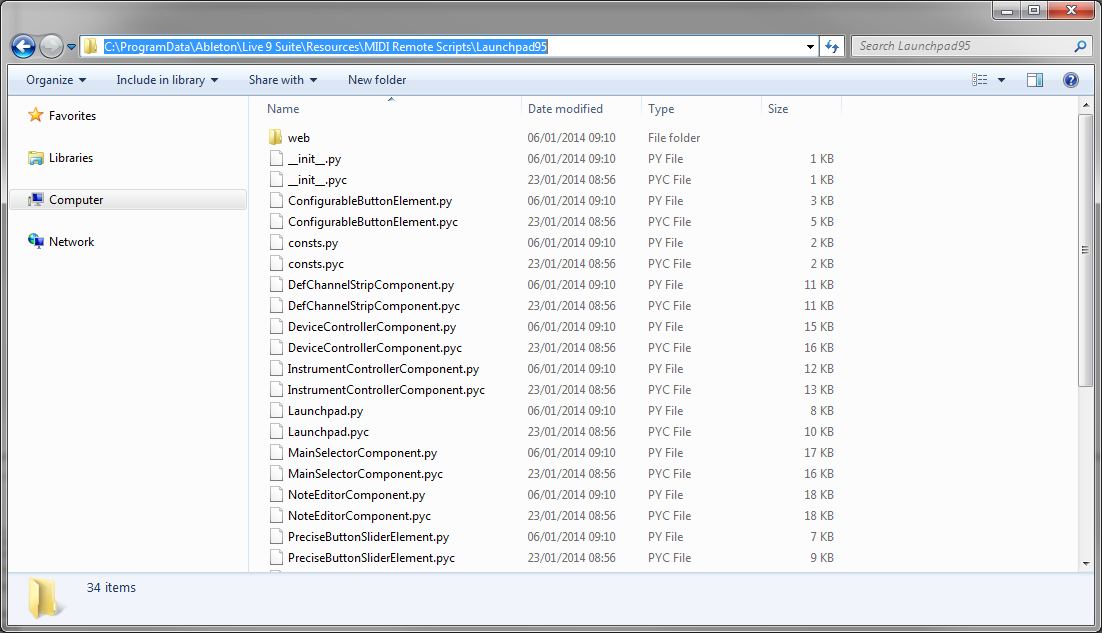 C:\ProgramData\Ableton\Live 9 Suite\Resources\MIDI Remote Scripts\Launchpad95 Search Launchpad95
Organize Include in library Share with New folder
Favorites
Libraries
Computer
Network
Name Date modified Type Size
web 06/01/2014 09:10 File folder
__init__.py 06/01/2014 09:10 PY File 1 KB
__init__.pyc 23/01/2014 08:56 PYC File 1 KB
ConfigurableButtonElement.py 06/01/2014 09:10 PY File 3 KB
ConfigurableButtonElement.pyc 23/01/2014 08:56 PYC File 5 KB
consts.py 06/01/2014 09:10 PY File 2 KB
consts.pyc 23/01/2014 08:56 PYC File 2 KB
DefChannelStripComponent.py 06/01/2014 09:10 PY File 11 KB
DefChannelStripComponent.pyc 23/01/2014 08:56 PYC File 11 KB
DeviceControllerComponent.py 06/01/2014 09:10 PY File 15 KB
DeviceControllerComponent.pyc 23/01/2014 08:56 PYC File 16 KB
InstrumentControllerComponent.py 06/01/2014 09:10 PY File 12 KB
InstrumentControllerComponent.pyc 23/01/2014 08:56 PYC File 13 KB
Launchpad.py 06/01/2014 09:10 PY File 8 KB
Launchpad.pyc 23/01/2014 08:56 PYC File 10 KB
MainSelectorComponent.py 06/01/2014 09:10 PY File 17 KB
MainSelectorComponent.pyc 23/01/2014 08:56 PYC File 16 KB
NoteEditorComponent.py 06/01/2014 09:10 PY File 18 KB
NoteEditorComponent.pyc 23/01/2014 08:56 PYC File 18 KB
PreciseButtonSliderElement.py 06/01/2014 09:10 PY File 7 KB
PreciseButtonSliderElement.pyc 23/01/2014 08:56 PYC File 9 KB
34 items